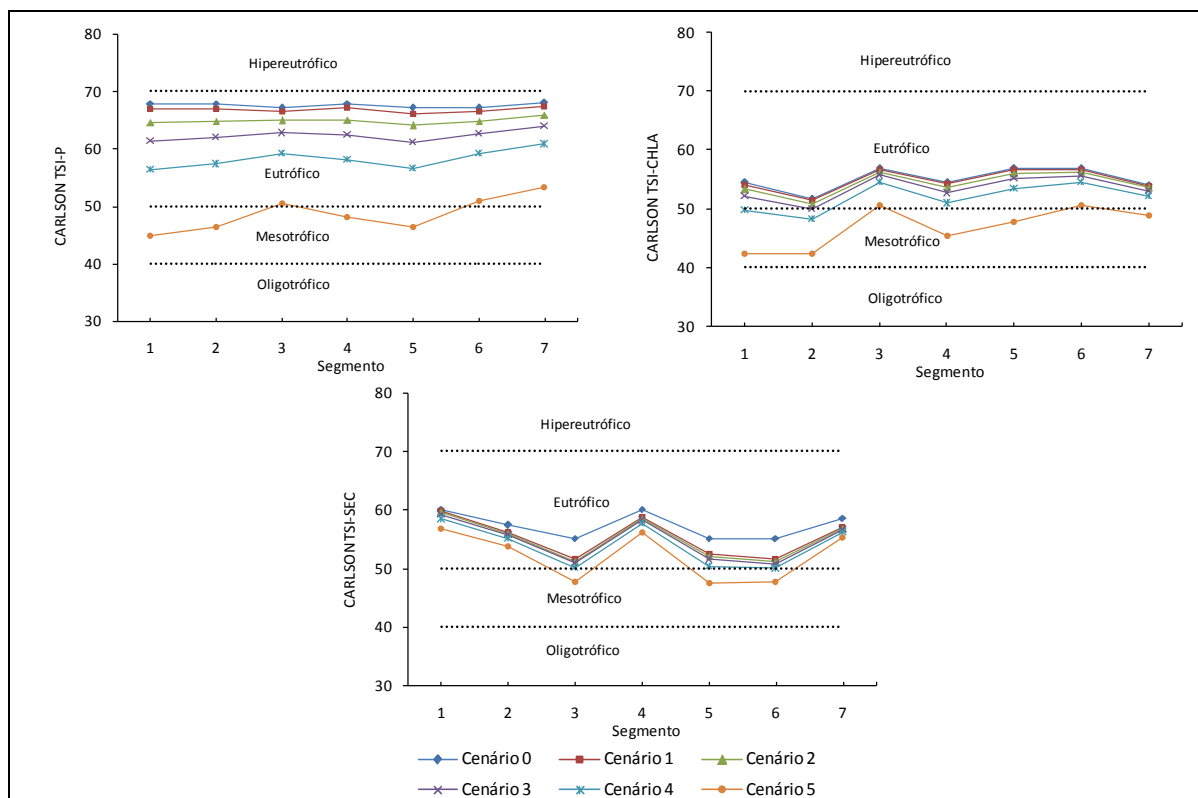 CARLSON TSI-P
80
70
60
50
40
30
Hipereutrófico
Eutrófico
Mesotrófico
Oligotrófico
1 2 3 4 5 6 7
Segmento
CARLSON TSI-CHLA
80
70
60
50
40
30
Hipereutrófico
Eutrófico
Mesotrófico
Oligotrófico
1 2 3 4 5 6 7
Segmento
CARLSON TSI-SEC
80
70
60
50
40
30
Hipereutrófico
Eutrófico
Mesotrófico
Oligotrófico
1 2 3 4 5 6 7
Segmento
Cenário 0 Cenário 1 Cenário 2
Cenário 3 Cenário 4 Cenário 5